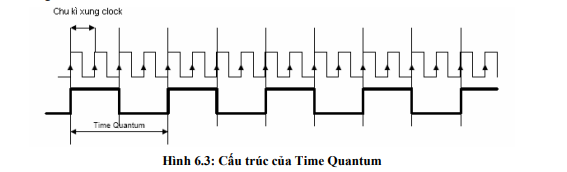 Chu kì xung clock
Time Quantum
Hình 6.3: Cấu trúc của Time Quantum